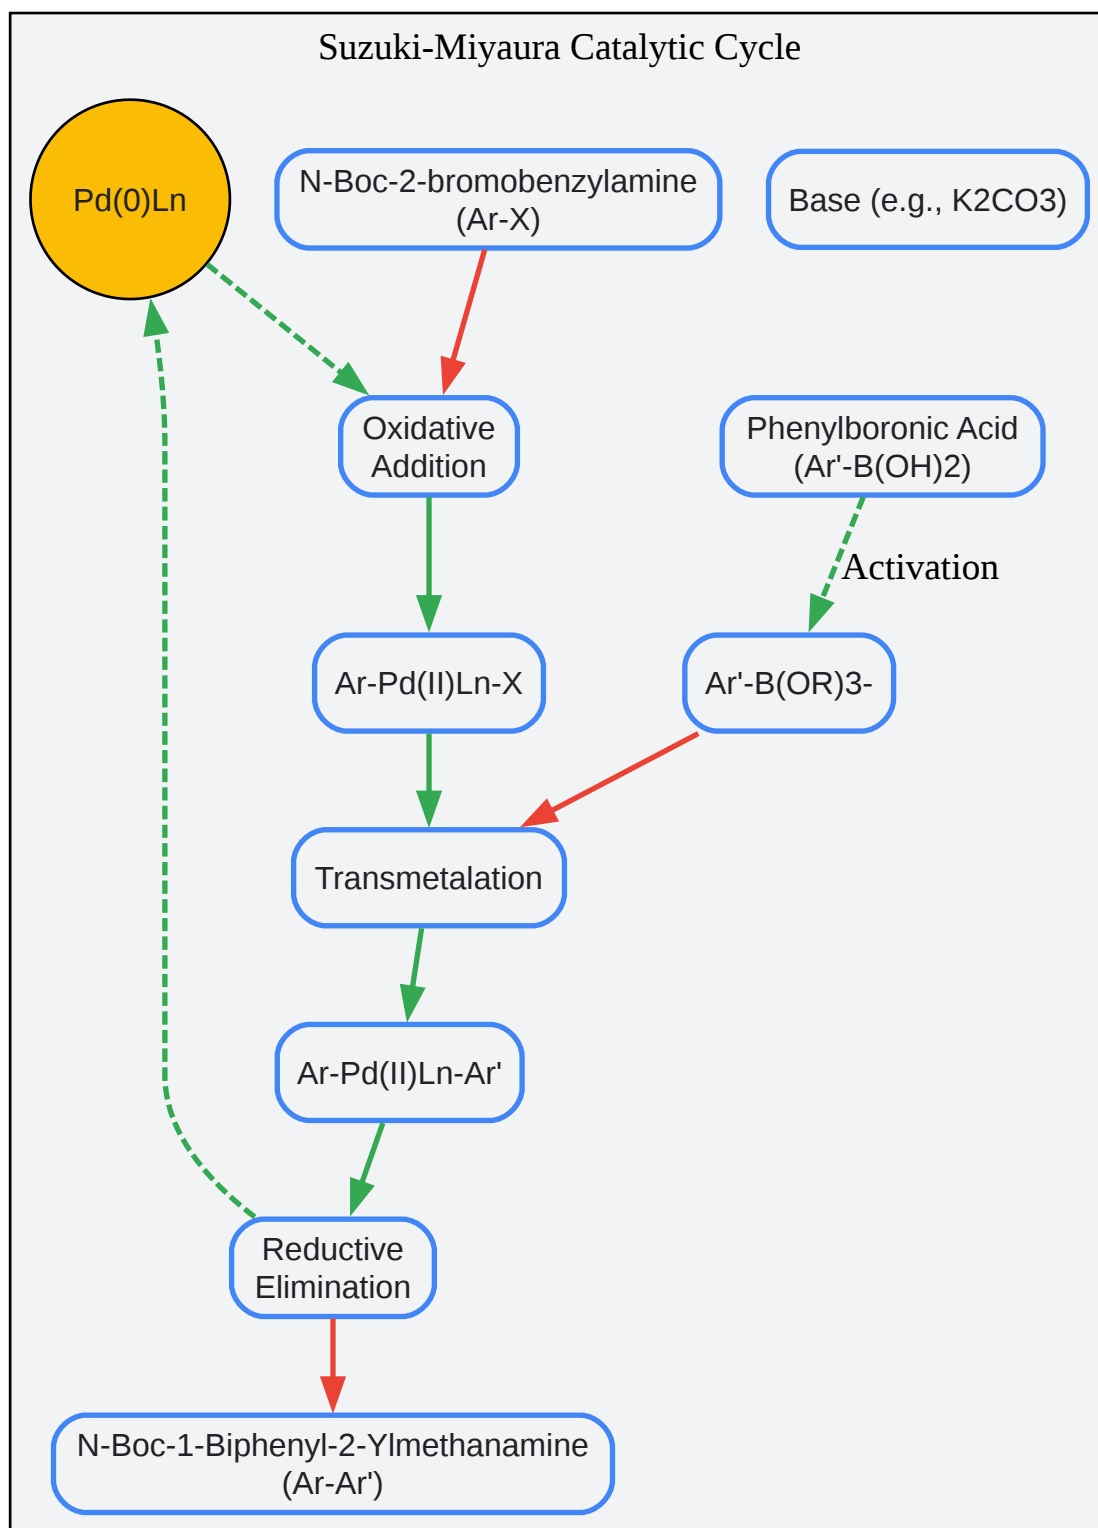 Suzuki-Miyaura Catalytic Cycle
Pd(0)Ln
N-Boc-2-bromobenzylamine
(Ar-X)
Base (e.g., K2CO3)
Oxidative
Addition
Phenylboronic Acid
(Ar'-B(OH)2)
Activation
Ar-Pd(II)Ln-X
Ar'-B(OR)3-
Transmetalation
Ar-Pd(II)Ln-Ar'
Reductive
Elimination
N-Boc-1-Biphenyl-2-Ylmethanamine
(Ar-Ar')